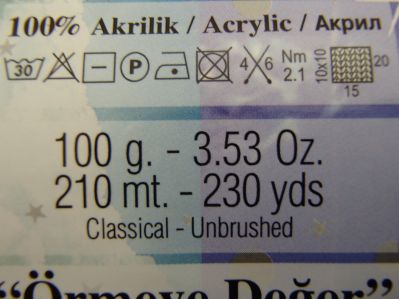 100% Akrilik / Acrylic / Акрил
30 P 4 6 Nm 2.1 10x10 20 15
100 g. - 3.53 Oz.
210 mt. - 230 yds
Classical - Unbrushed
"Örmeye Değer"